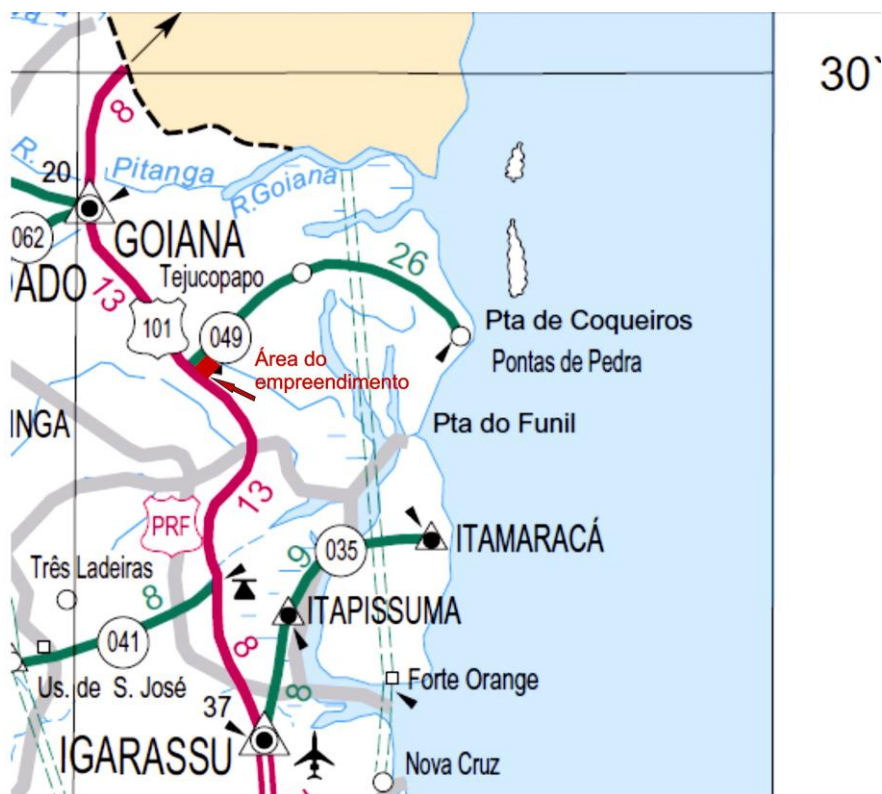 30`
8
R.
Pitanga
20
R.Goiana
062
GOIANA
ADO
Tejucopapo
26
13
101
049
Pta de Coqueiros
Área do
empreendimento
Pontas de Pedra
INGA
Pta do Funil
13
PRF
035
ITAMARACÁ
9
Três Ladeiras
8
ITAPISSUMA
041
8
Us. de S. José
8
Forte Orange
37
IGARASSU
Nova Cruz